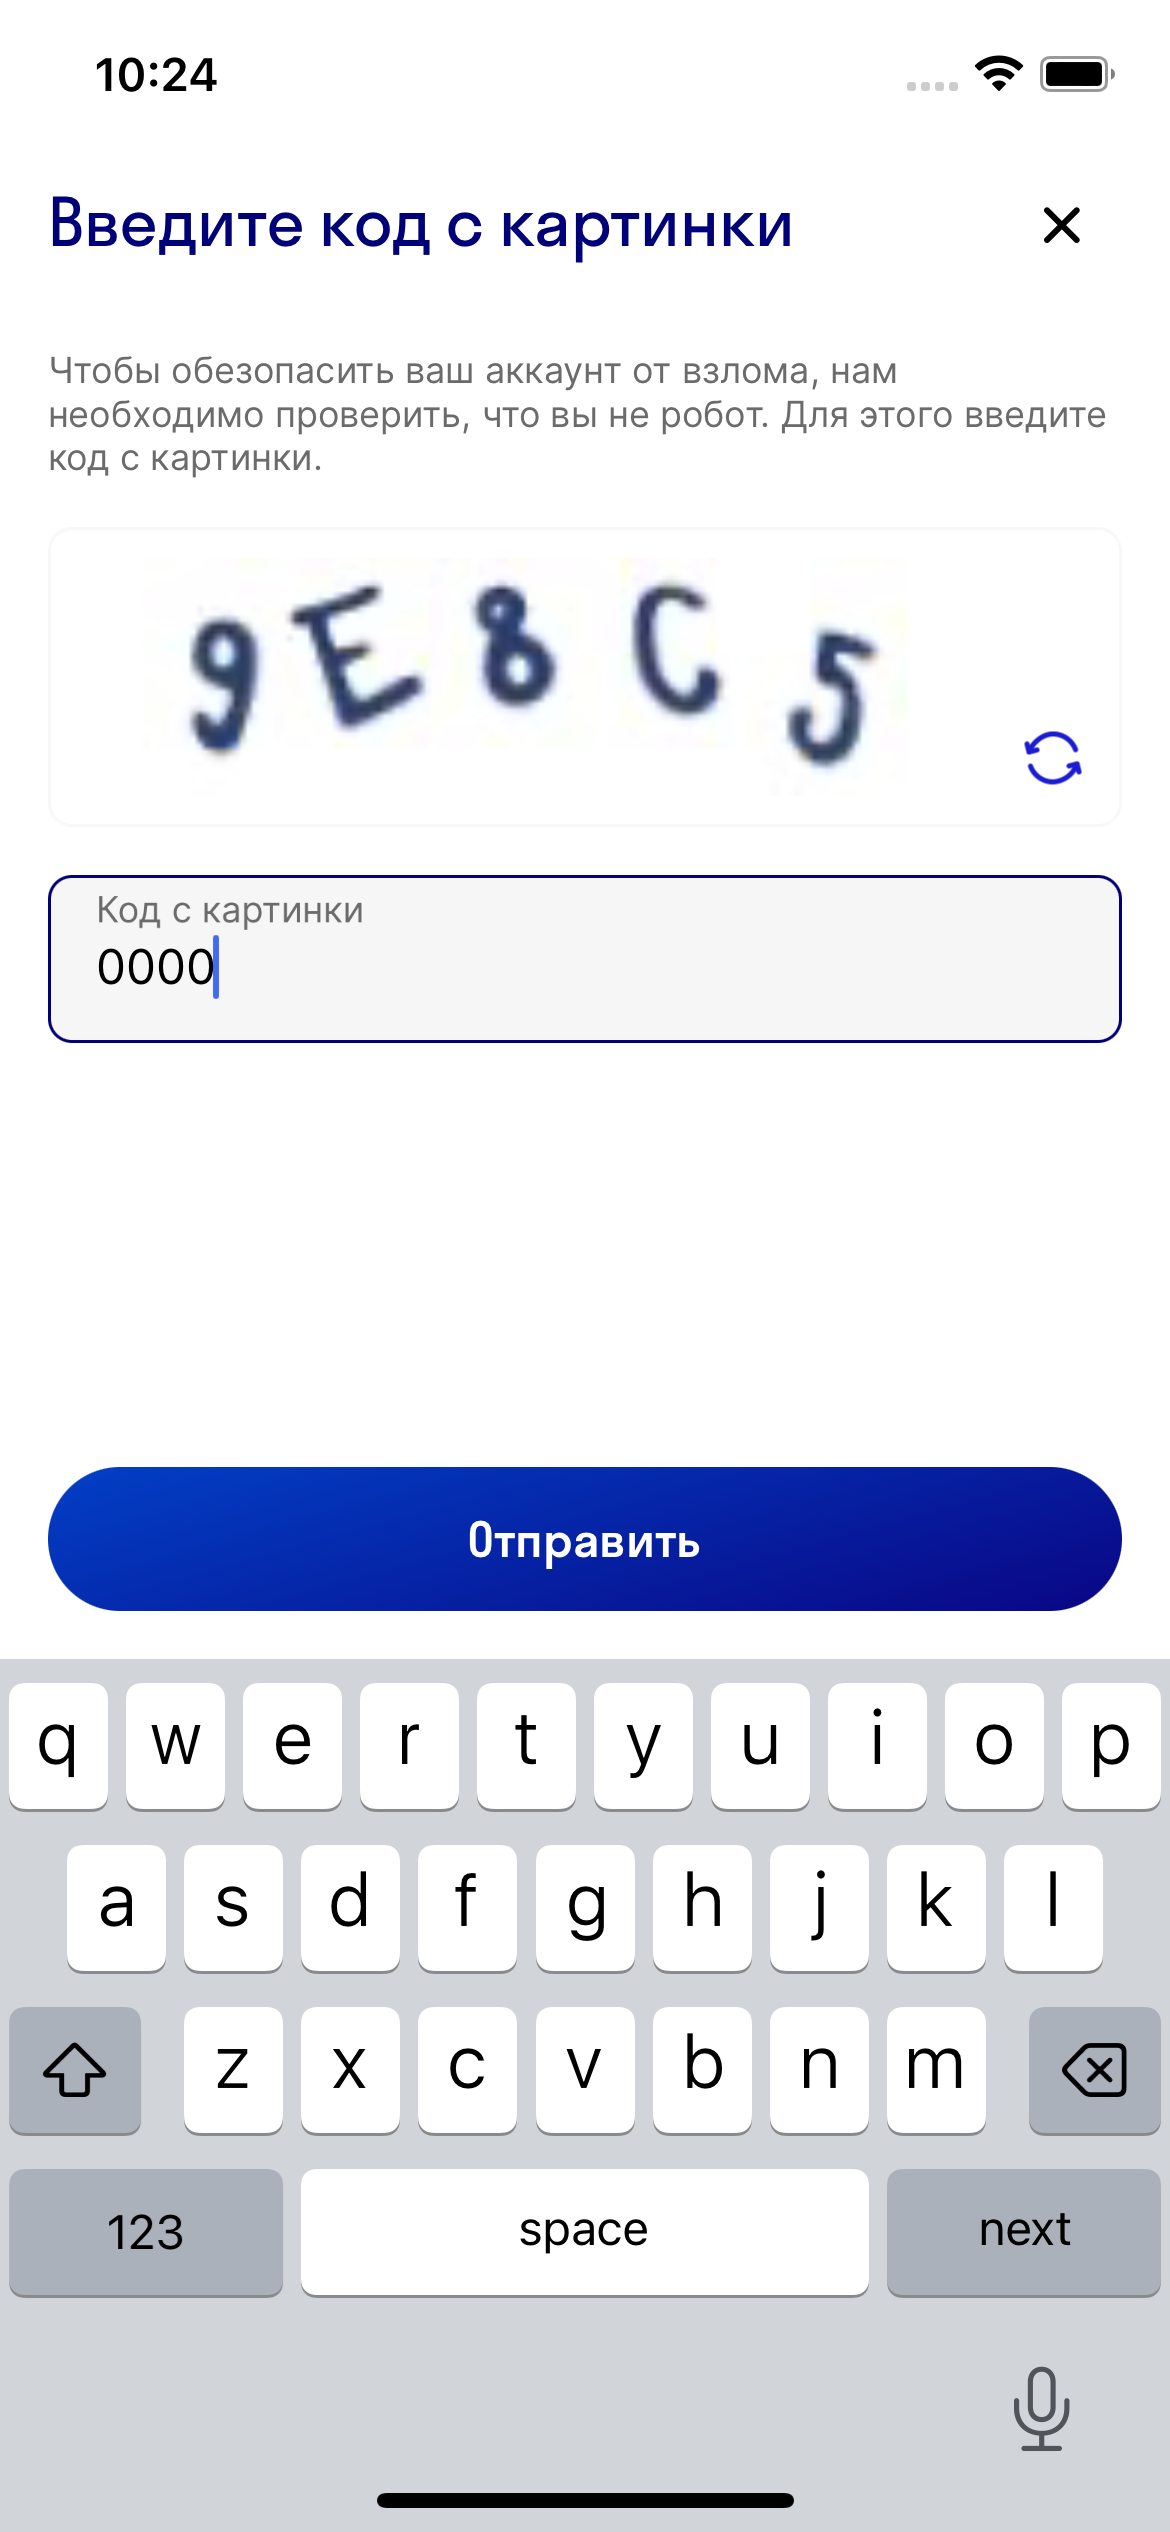 10:24
Введите код с картинки
Чтобы обезопасить ваш аккаунт от взлома, нам
необходимо проверить, что вы не робот. Для этого введите
код с картинки.
9E8C5
Код с картинки
0000
Отправить
q w e r t y u i o p
a s d f g h j k l
z x c v b n m
123 space next